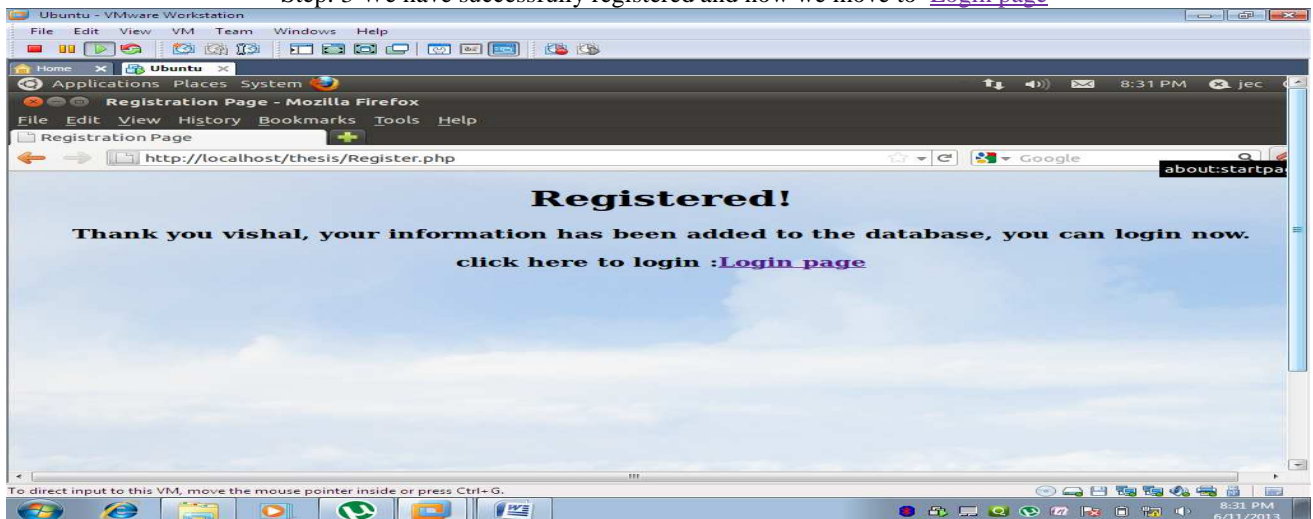 Step: 3 We have successfully registered and now we move to Login page
Ubuntu - VMware Workstation
File Edit View VM Team Windows Help
Home Ubuntu
Applications Places System 8:31 PM jec
Registration Page - Mozilla Firefox
File Edit View History Bookmarks Tools Help
Registration Page
http://localhost/thesis/Register.php Google
about:startpa
Registered!
Thank you vishal, your information has been added to the database, you can login now.
click here to login :Login page
To direct input to this VM, move the mouse pointer inside or press Ctrl+G.
8:31 PM
6/11/2013